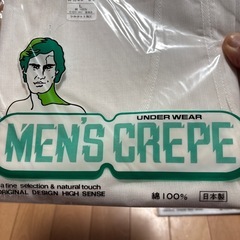 UNDER WEAR
MEN'S CREPE
a fine selection & natural touch
ORIGINAL DESIGN HIGH SENSE
綿100%
日本製